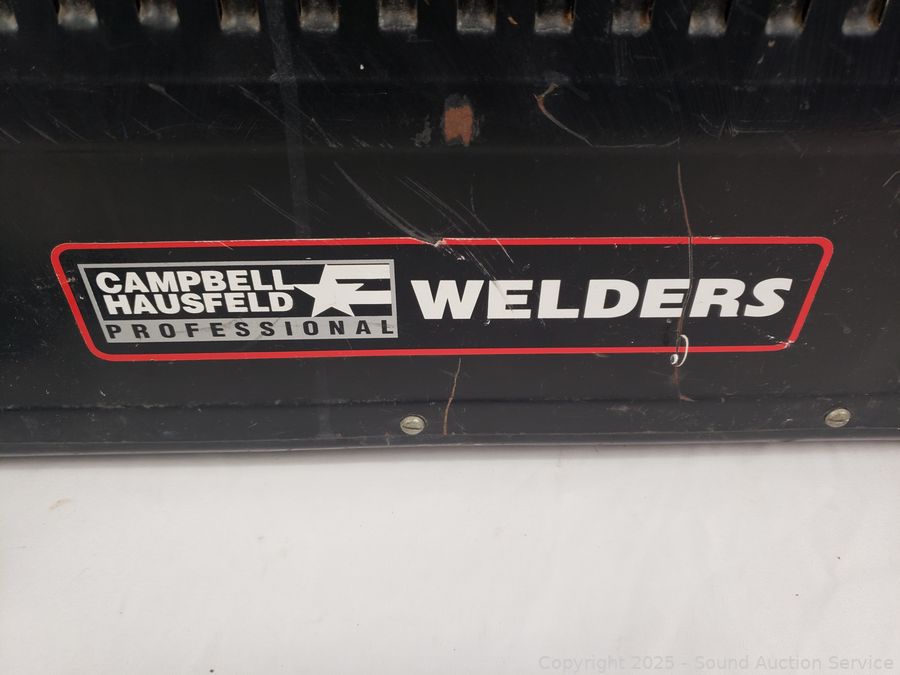 CAMPBELL
HAUSFELD
PROFESSIONAL
WELDERS
Copyright 2025 - Sound Auction Service